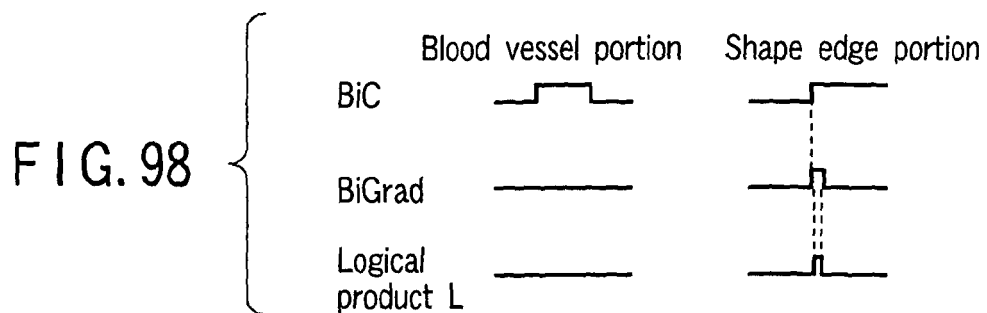 FIG. 98
Blood vessel portion Shape edge portion
BiC
BiGrad
Logical
product L